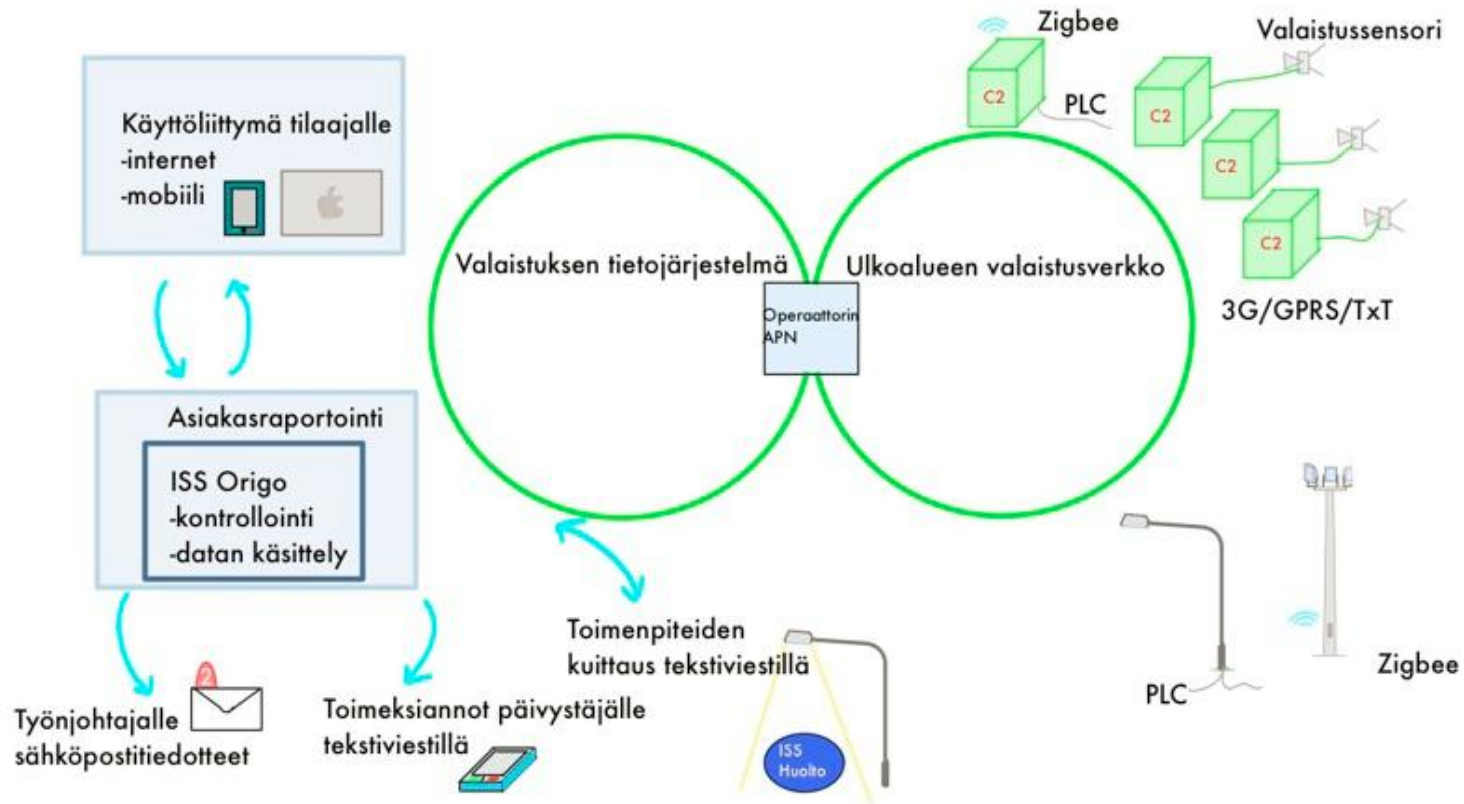 Käyttöliittymä tilaajalle
-internet
-mobiili
Asiakasraportointi
ISS Origo
-kontrollointi
-datan käsittely
Työnjohtajalle
sähköpostitiedotteet
2
Toimeksiannot päivystäjälle
tekstiviestillä
Valaistuksen tietojärjestelmä
Operaattorin
APN
Ulkoalueen valaistusverkko
Toimenpiteiden
kuittaus tekstiviestillä
ISS
Huolto
Zigbee
C2
PLC
Valaistussensori
C2
C2
C2
3G/GPRS/TxT
PLC
Zigbee